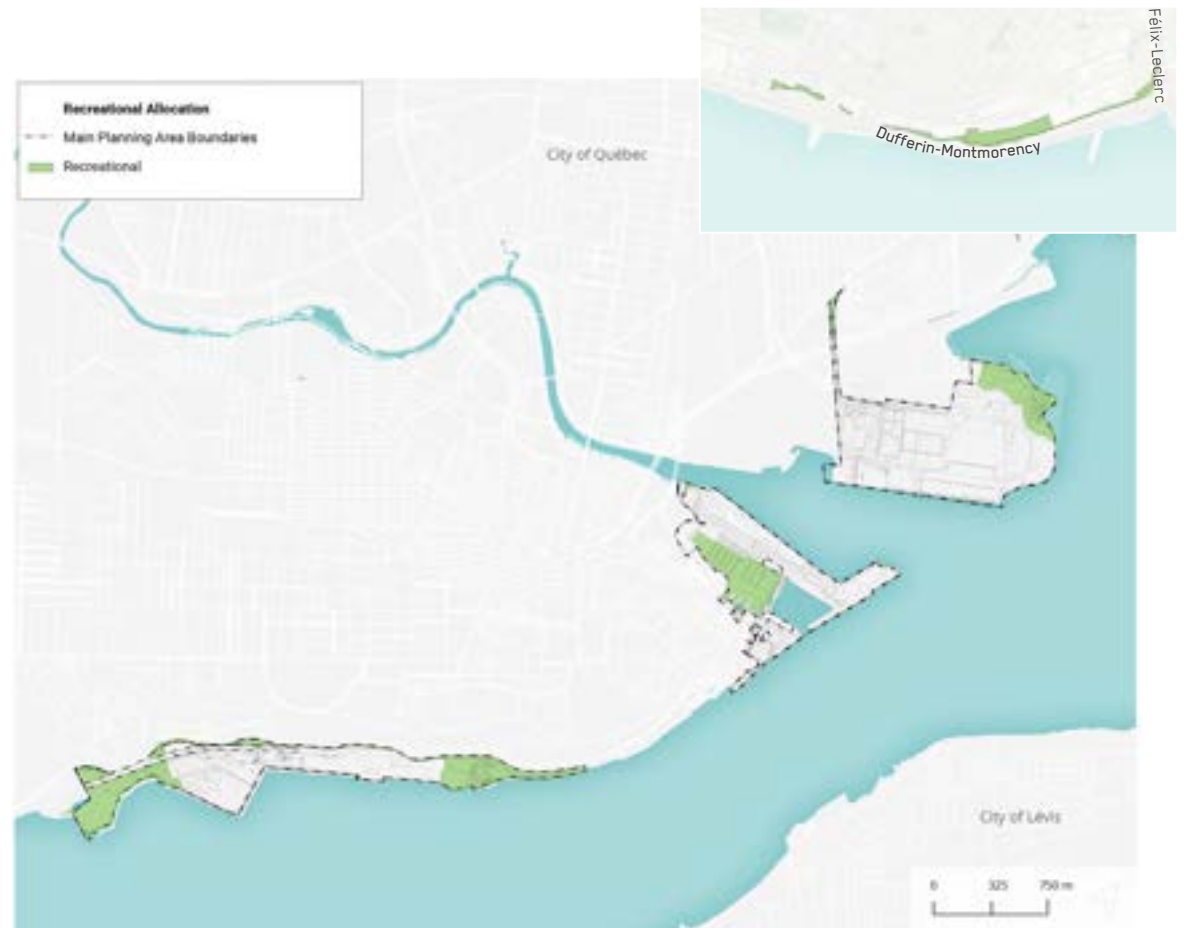 Recreational Allocation
Main Planning Area Boundaries
Recreational
City of Québec
Félix-Leclerc
Dufferin-Montmorency
City of Lévis
0 325 750 m